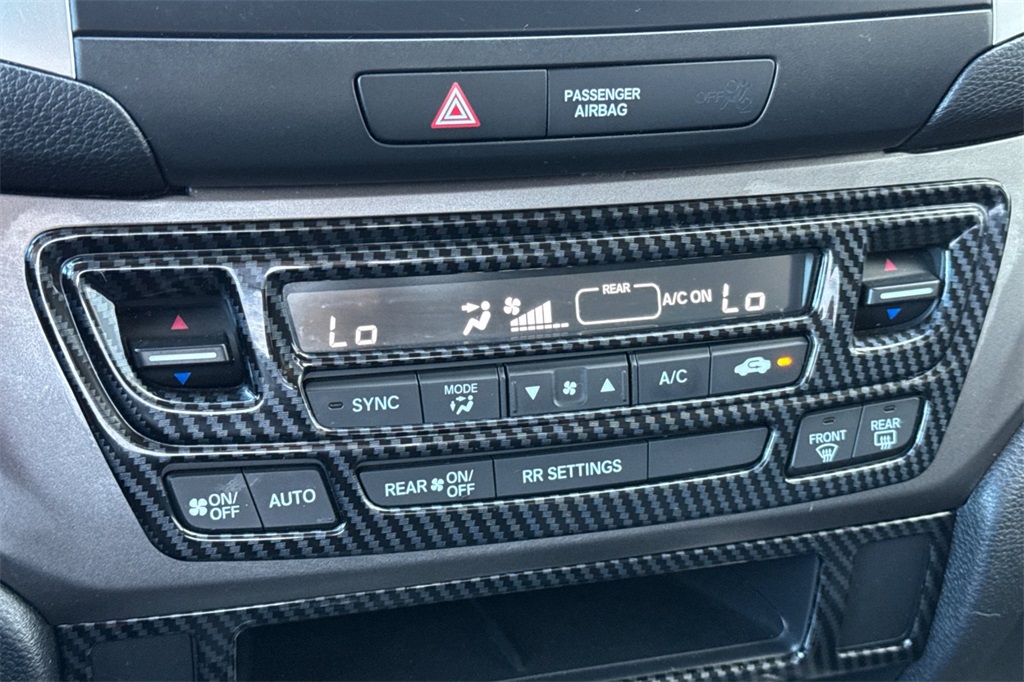 PASSENGER
AIRBAG
OFF
REAR
Lo
A/C ON
Lo
SYNC
MODE
A/C
FRONT
REAR
ON/
OFF
AUTO
REAR
ON/
OFF
RR SETTINGS